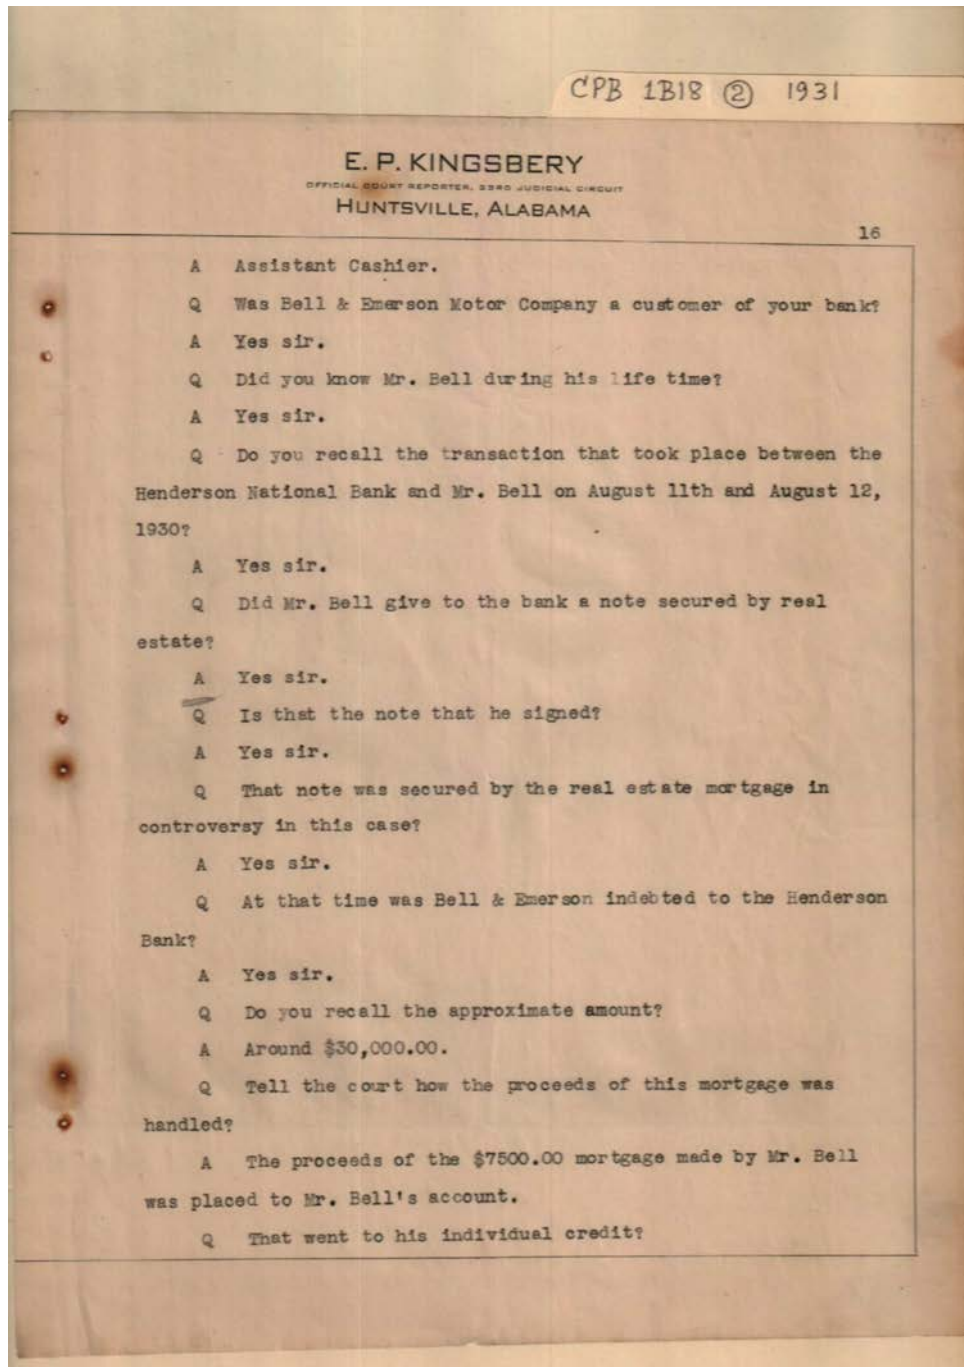 CPB 1B18 ② 1931
E. P. KINGSBERY
OFFICIAL COURT REPORTER, 23RD JUDICIAL CIRCUIT
HUNTSVILLE, ALABAMA
16
A Assistant Cashier.
Q Was Bell & Emerson Motor Company a customer of your bank?
A Yes sir.
Q Did you know Mr. Bell during his life time?
A Yes sir.
Q Do you recall the transaction that took place between the
Henderson National Bank and Mr. Bell on August 11th and August 12,
1930?
A Yes sir.
Q Did Mr. Bell give to the bank a note secured by real
estate?
A Yes sir.
Q Is that the note that he signed?
A Yes sir.
Q That note was secured by the real estate mortgage in
controversy in this case?
A Yes sir.
Q At that time was Bell & Emerson indebted to the Henderson
Bank?
A Yes sir.
Q Do you recall the approximate amount?
A Around $30,000.00.
Q Tell the court how the proceeds of this mortgage was
handled?
A The proceeds of the $7500.00 mortgage made by Mr. Bell
was placed to Mr. Bell's account.
Q That went to his individual credit?